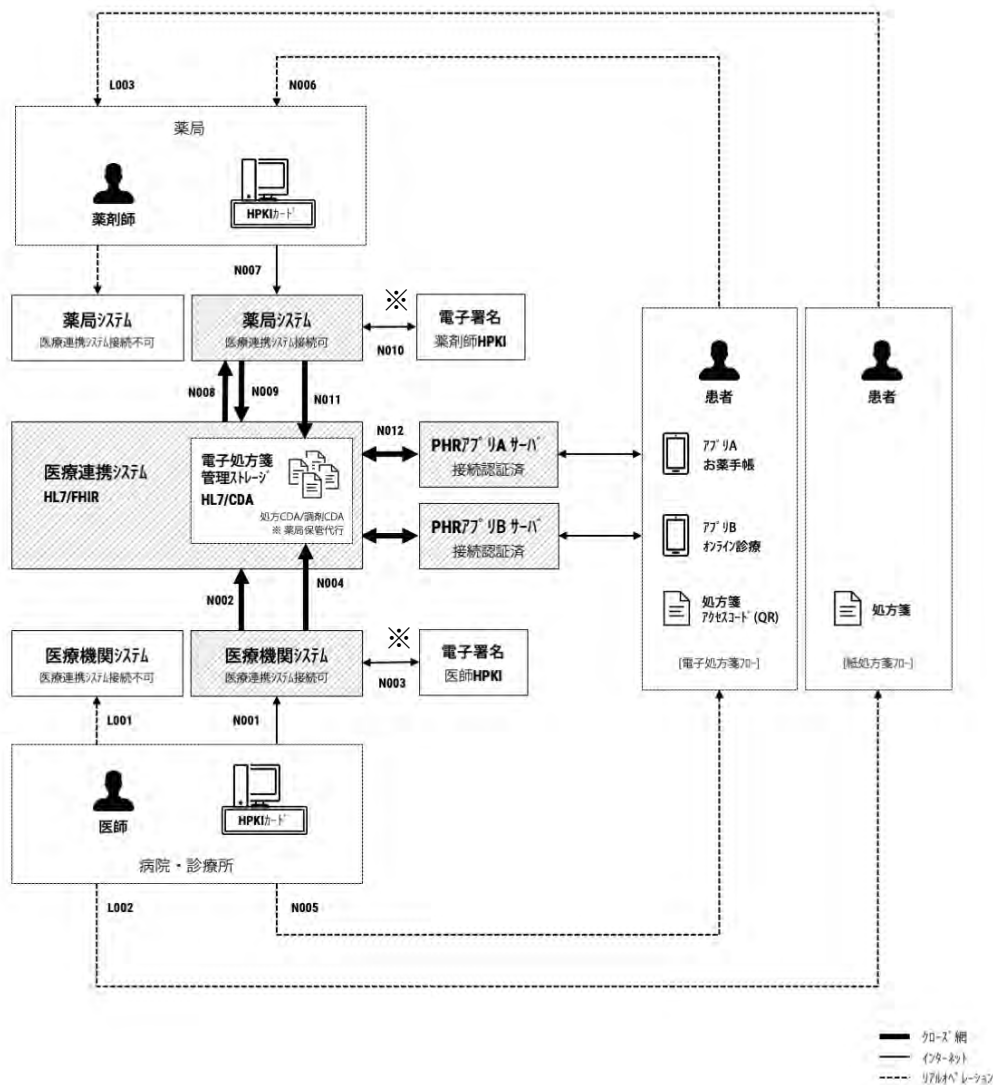 L003
N006
薬局
薬剤師
HPKIカード
N007
薬局システム
医療連携システム接続不可
薬局システム
医療連携システム接続可
※
N010
電子署名
薬剤師HPKI
N008
N009
N011
医療連携システム
HL7/FHIR
電子処方箋
管理ストレージ
HL7/CDA
処方CDA/調剤CDA
※ 薬局保管代行
N012
PHRアプリA サーバ
接続認証済
PHRアプリB サーバ
接続認証済
N002
N004
医療機関システム
医療連携システム接続不可
医療機関システム
医療連携システム接続可
※
N003
電子署名
医師HPKI
L001
N001
医師
HPKIカード
病院・診療所
L002
N005
患者
アプリA
お薬手帳
アプリB
オンライン診療
処方箋
アクセスコード(QR)
[電子処方箋フロー]
患者
処方箋
[紙処方箋フロー]
クローズ網
インターネット
リアルオペレーション